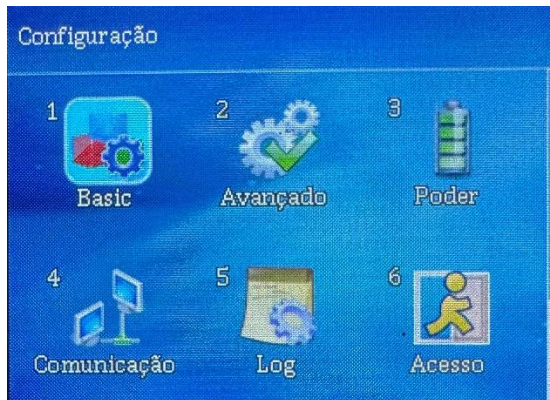 Configuração
1 2 3
Basic Avançado Poder
4 5 6
Comunicação Log Acesso